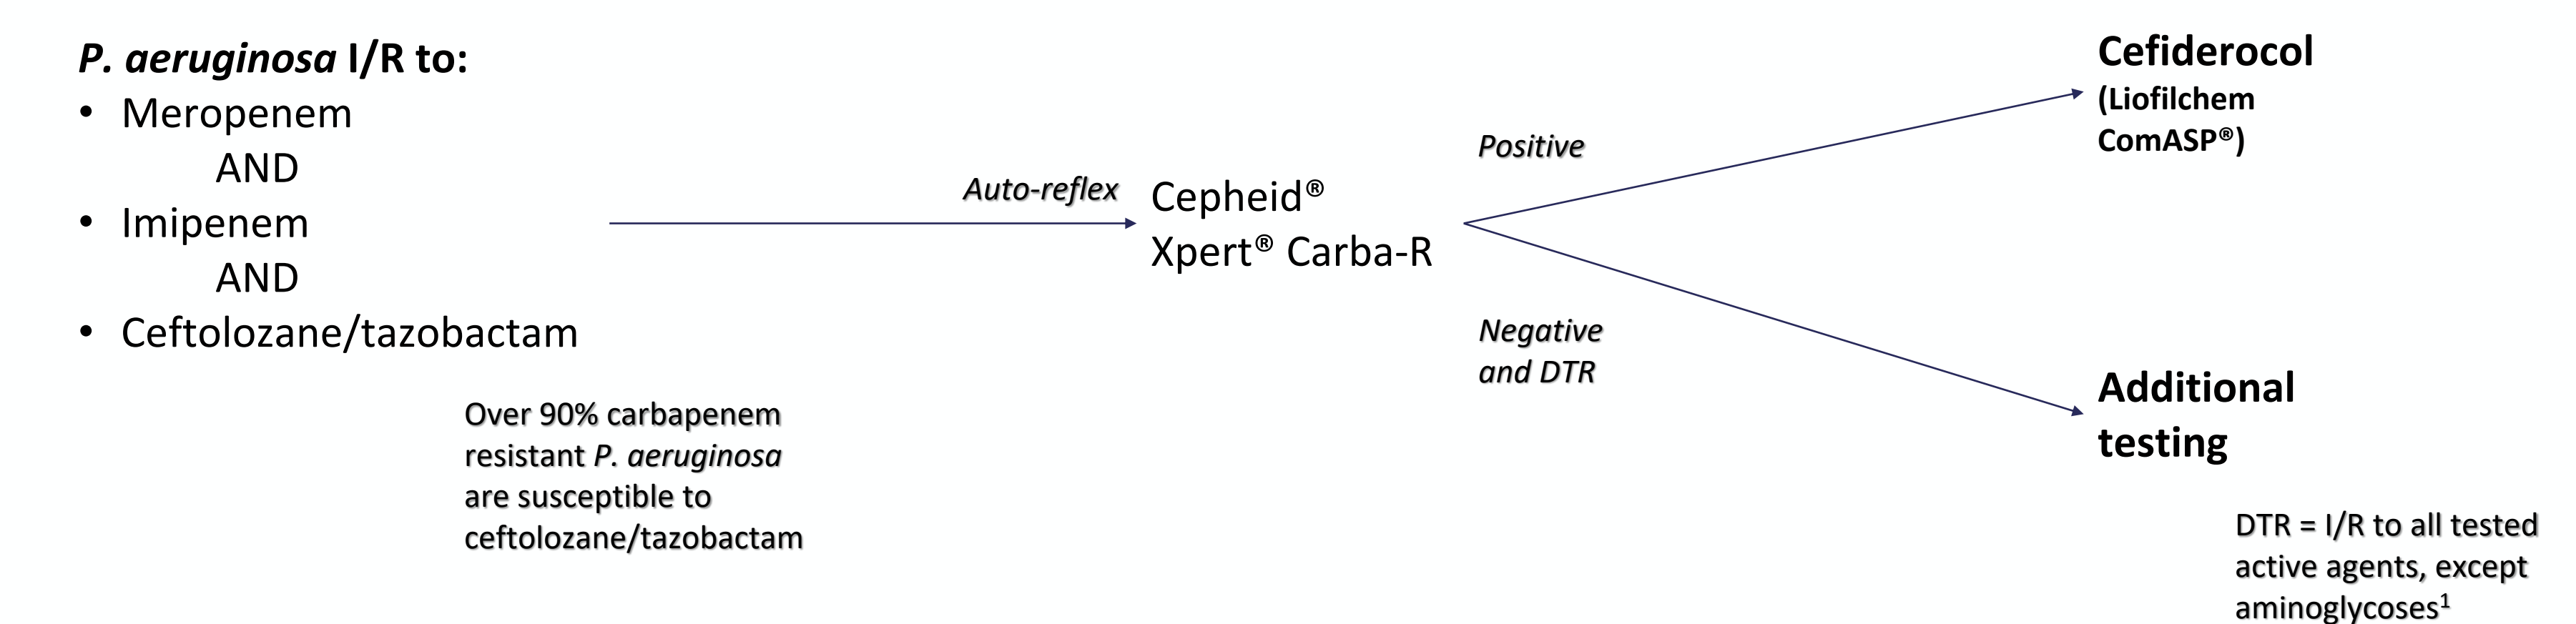 P. aeruginosa I/R to:
• Meropenem
AND
• Imipenem
AND
• Ceftolozane/tazobactam
Over 90% carbapenem
resistant P. aeruginosa
are susceptible to
ceftolozane/tazobactam
Auto-reflex
Cepheid®
Xpert® Carba-R
Positive
Negative
and DTR
Cefiderocol
(Liofilchem
ComASP®)
Additional
testing
DTR = I/R to all tested
active agents, except
aminoglycoses¹